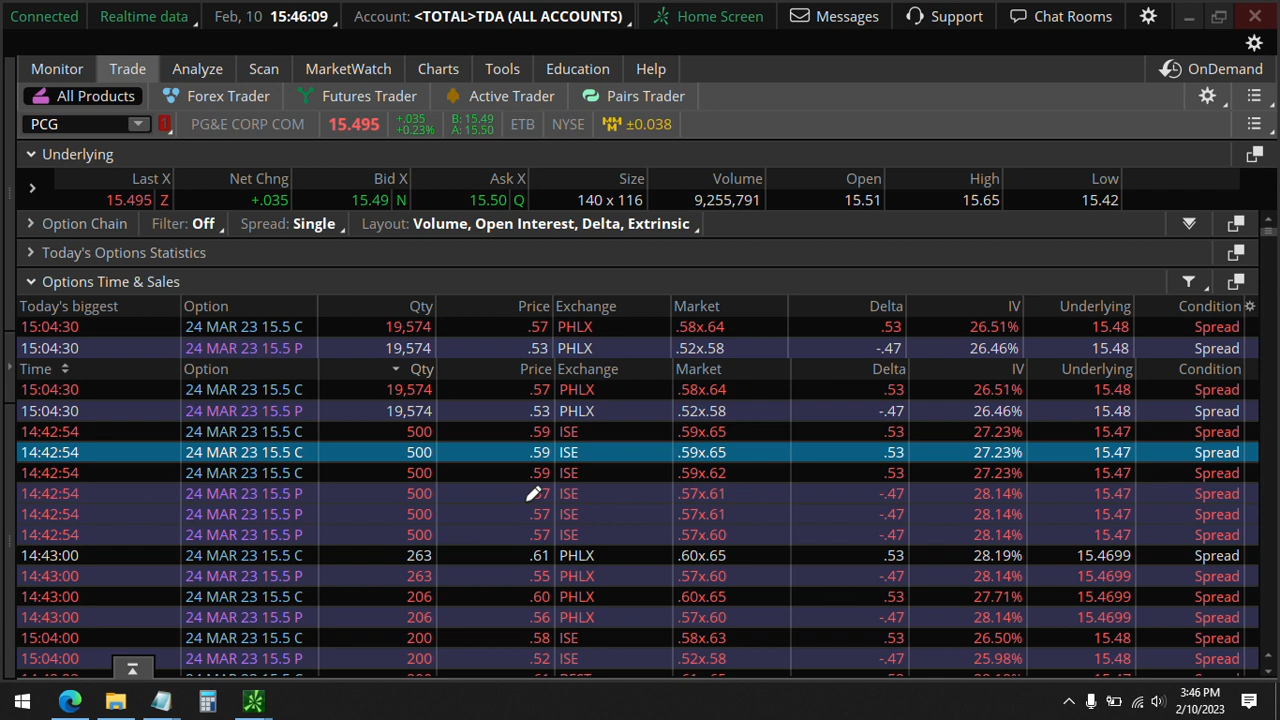 Connected Realtime data Feb, 10 15:46:09 Account: <TOTAL>TDA (ALL ACCOUNTS) Home Screen Messages Support Chat Rooms
Monitor Trade Analyze Scan MarketWatch Charts Tools Education Help OnDemand
All Products Forex Trader Futures Trader Active Trader Pairs Trader
PCG 1 PG&E CORP COM 15.495 +.035 +0.23% B: 15.49 A: 15.50 ETB NYSE MM ±0.038
Underlying
Last X Net Chng Bid X Ask X Size Volume Open High Low
15.495 Z +.035 15.49 N 15.50 Q 140 x 116 9,255,791 15.51 15.65 15.42
Option Chain Filter: Off Spread: Single Layout: Volume, Open Interest, Delta, Extrinsic
Today's Options Statistics
Options Time & Sales
Today's biggest Option Qty Price Exchange Market Delta IV Underlying Condition
15:04:30 24 MAR 23 15.5 C 19,574 .57 PHLX .58x.64 .53 26.51% 15.48 Spread
15:04:30 24 MAR 23 15.5 P 19,574 .53 PHLX .52x.58 -.47 26.46% 15.48 Spread
Time Option Qty Price Exchange Market Delta IV Underlying Condition
15:04:30 24 MAR 23 15.5 C 19,574 .57 PHLX .58x.64 .53 26.51% 15.48 Spread
15:04:30 24 MAR 23 15.5 P 19,574 .53 PHLX .52x.58 -.47 26.46% 15.48 Spread
14:42:54 24 MAR 23 15.5 C 500 .59 ISE .59x.65 .53 27.23% 15.47 Spread
14:42:54 24 MAR 23 15.5 C 500 .59 ISE .59x.65 .53 27.23% 15.47 Spread
14:42:54 24 MAR 23 15.5 C 500 .59 ISE .59x.62 .53 27.23% 15.47 Spread
14:42:54 24 MAR 23 15.5 P 500 ISE .57x.61 -.47 28.14% 15.47 Spread
14:42:54 24 MAR 23 15.5 P 500 .57 ISE .57x.61 -.47 28.14% 15.47 Spread
14:42:54 24 MAR 23 15.5 P 500 .57 ISE .57x.60 -.47 28.14% 15.47 Spread
14:43:00 24 MAR 23 15.5 C 263 .61 PHLX .60x.65 .53 28.19% 15.4699 Spread
14:43:00 24 MAR 23 15.5 P 263 .55 PHLX .57x.60 -.47 28.14% 15.4699 Spread
14:43:00 24 MAR 23 15.5 C 206 .60 PHLX .60x.65 .53 27.71% 15.4699 Spread
14:43:00 24 MAR 23 15.5 P 206 .56 PHLX .57x.60 -.47 28.14% 15.4699 Spread
15:04:00 24 MAR 23 15.5 C 200 .58 ISE .58x.63 .53 26.50% 15.48 Spread
15:04:00 24 MAR 23 15.5 P 200 .52 ISE .52x.58 -.47 25.98% 15.48 Spread
3:46 PM
2/10/2023